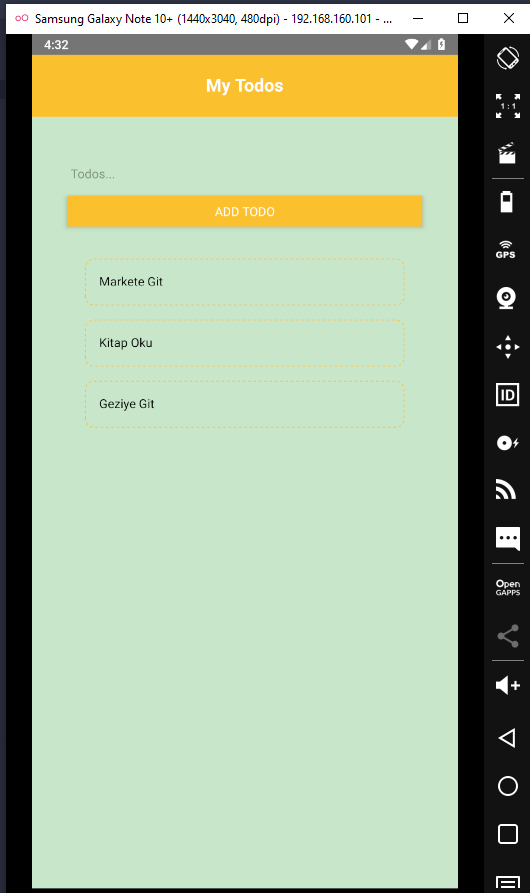 Samsung Galaxy Note 10+ (1440x3040, 480dpi) - 192.168.160.101 - ...
4:32
My Todos
Todos...
ADD TODO
Markete Git
Kitap Oku
Geziye Git
1:1
GPS
ID
Open
GAPPS